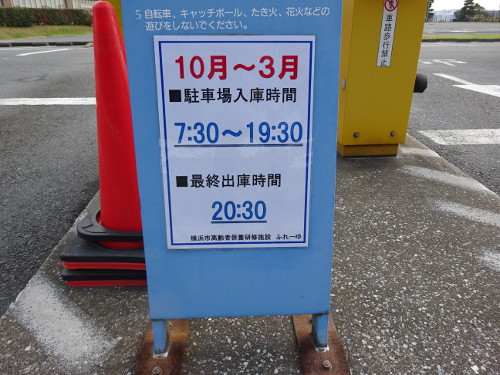 5 自転車、キャッチボール、たき火、花火などの
遊びをしないでください。
10月～3月
■駐車場入庫時間
7:30～19:30
■最終出庫時間
20:30
横浜市高齢者保養研修施設 ふれーゆ
車路歩行禁止